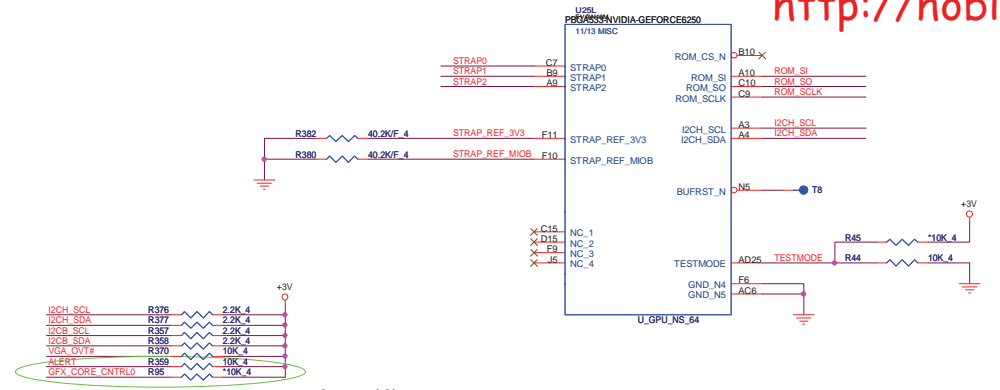 http://hobi
U25L
PBGA533-NVIDIA-GEFORCE6250
11/13 MISC
ROM_CS_N B10
STRAP0 C7 STRAP0
STRAP1 B9 STRAP1
STRAP2 A9 STRAP2
ROM_SI A10 ROM_SI
ROM_SO C10 ROM_SO
ROM_SCLK C9 ROM_SCLK
I2CH_SCL A3 I2CH_SCL
I2CH_SDA A4 I2CH_SDA
R382 40.2K/F_4 STRAP_REF_3V3 F11 STRAP_REF_3V3
R380 40.2K/F_4 STRAP_REF_MIOB F10 STRAP_REF_MIOB
BUFRST_N N5 T8
+3V
C15 NC_1
D15 NC_2
F9 NC_3
J5 NC_4
R45 *10K_4
TESTMODE AD25 TESTMODE R44 10K_4
GND_N4 F6
GND_N5 AC6
U_GPU_NS_64
+3V
I2CH_SCL R376 2.2K_4
I2CH_SDA R377 2.2K_4
I2CB_SCL R357 2.2K_4
I2CB_SDA R358 2.2K_4
VGA_OVT# R370 10K_4
ALERT R359 10K_4
GFX_CORE_CNTRL0 R95 *10K_4